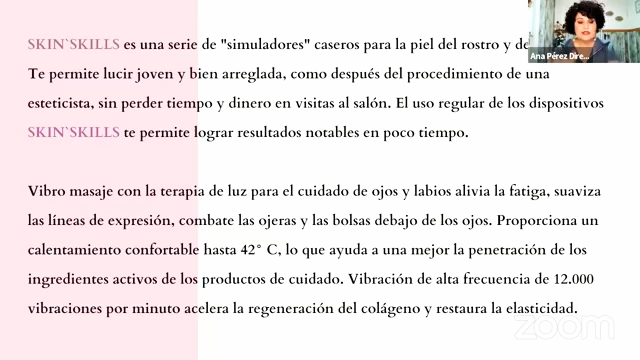 SKIN`SKILLS es una serie de "simuladores" caseros para la piel del rostro y de
Te permite lucir joven y bien arreglada, como después del procedimiento de una
esteticista, sin perder tiempo y dinero en visitas al salón. El uso regular de los dispositivos
SKIN`SKILLS te permite lograr resultados notables en poco tiempo.
Vibro masaje con la terapia de luz para el cuidado de ojos y labios alivia la fatiga, suaviza
las líneas de expresión, combate las ojeras y las bolsas debajo de los ojos. Proporciona un
calentamiento confortable hasta 42° C, lo que ayuda a una mejor la penetración de los
ingredientes activos de los productos de cuidado. Vibración de alta frecuencia de 12.000
vibraciones por minuto acelera la regeneración del colágeno y restaura la elasticidad.
Ana Pérez Dire...
zoom